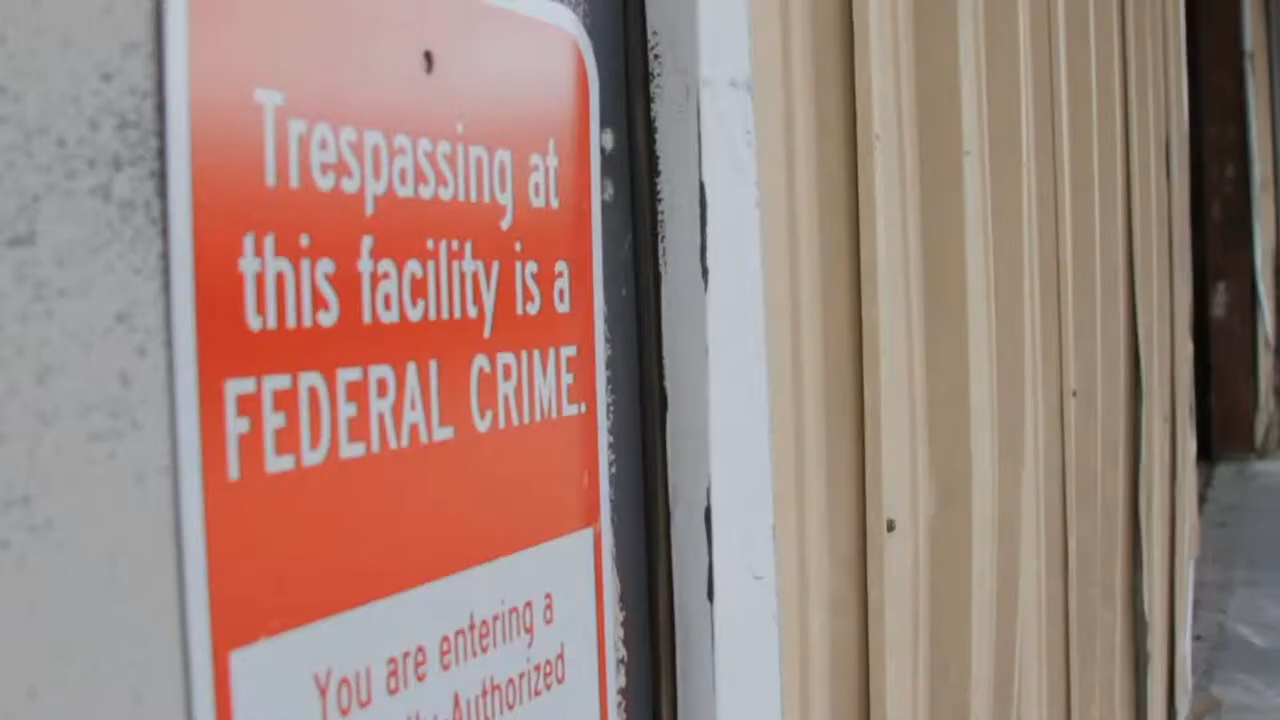 Trespassing at
this facility is a
FEDERAL CRIME.
You are entering a
Authorized